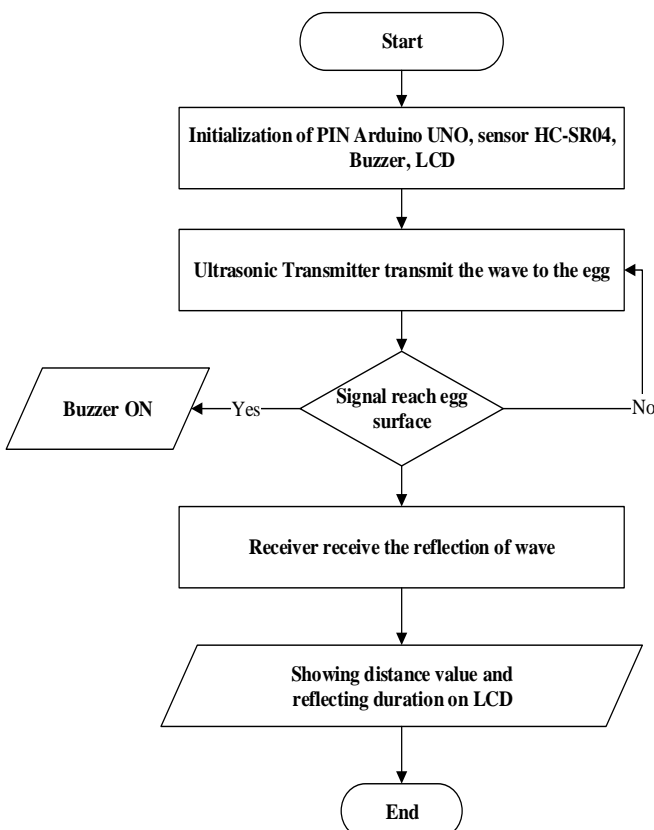 Start
Initialization of PIN Arduino UNO, sensor HC-SR04,
Buzzer, LCD
Ultrasonic Transmitter transmit the wave to the egg
Signal reach egg
surface
Buzzer ON
Yes
No
Receiver receive the reflection of wave
Showing distance value and
reflecting duration on LCD
End